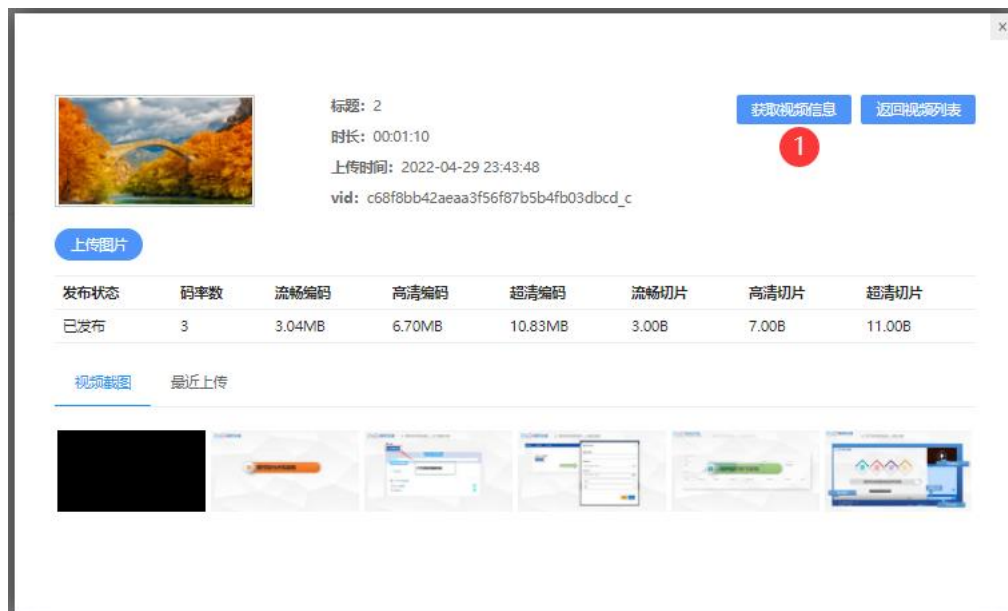 ×
标题: 2
获取视频信息 返回视频列表
时长: 00:01:10
1
上传时间: 2022-04-29 23:43:48
vid: c68f8bb42aeaa3f56f87b5b4fb03dbcd_c
上传图片
发布状态 码率数 流畅编码 高清编码 超清编码 流畅切片 高清切片 超清切片
已发布 3 3.04MB 6.70MB 10.83MB 3.00B 7.00B 11.00B
视频截图 最近上传